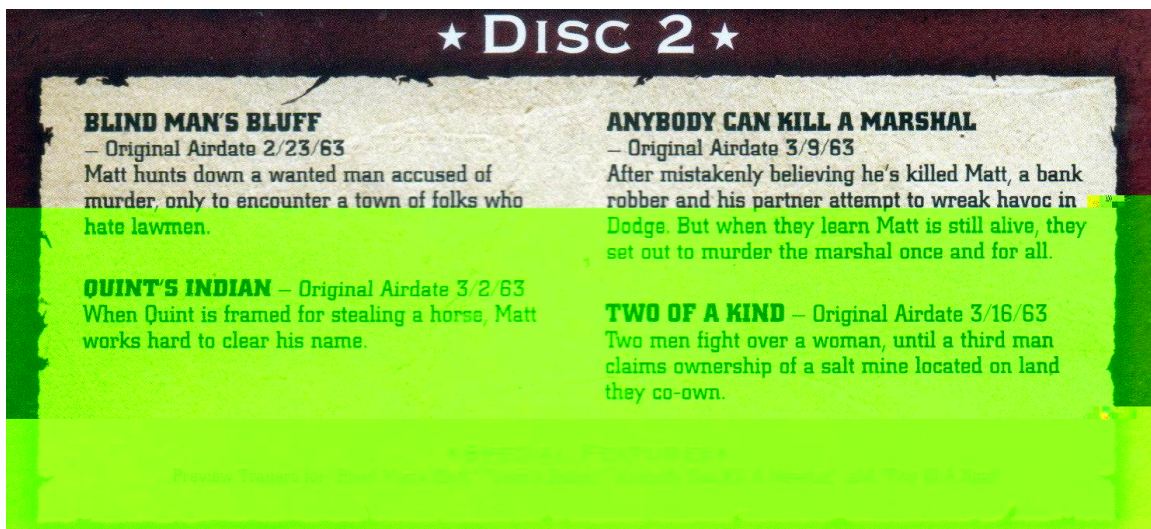 ★ DISC 2 ★
BLIND MAN'S BLUFF
– Original Airdate 2/23/63
Matt hunts down a wanted man accused of
murder, only to encounter a town of folks who
hate lawmen.
QUINT'S INDIAN – Original Airdate 3/2/63
When Quint is framed for stealing a horse, Matt
works hard to clear his name.
ANYBODY CAN KILL A MARSHAL
– Original Airdate 3/9/63
After mistakenly believing he's killed Matt, a bank
robber and his partner attempt to wreak havoc in
Dodge. But when they learn Matt is still alive, they
set out to murder the marshal once and for all.
TWO OF A KIND – Original Airdate 3/16/63
Two men fight over a woman, until a third man
claims ownership of a salt mine located on land
they co-own.
★SPECIAL FEATURES★
Preview Trailers for